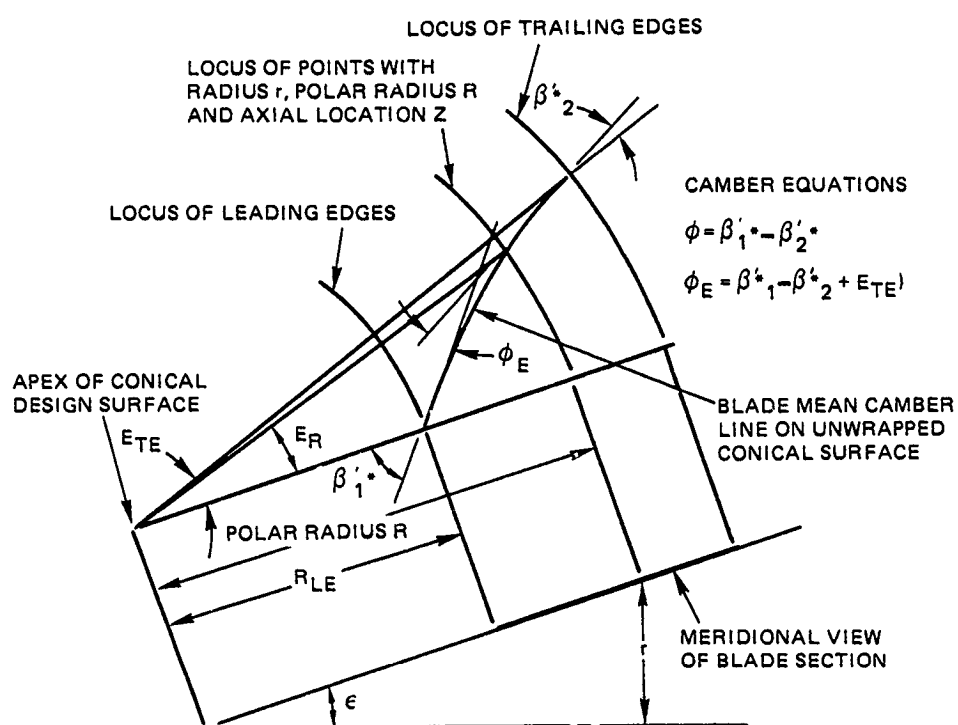 LOCUS OF TRAILING EDGES
LOCUS OF POINTS WITH
RADIUS r, POLAR RADIUS R
AND AXIAL LOCATION Z
β'*2
CAMBER EQUATIONS
LOCUS OF LEADING EDGES
ϕ = β'1* – β'2*
ϕE = β'*1 – β'*2 + ETE)
ϕE
APEX OF CONICAL
DESIGN SURFACE
BLADE MEAN CAMBER
LINE ON UNWRAPPED
CONICAL SURFACE
ETE
ER
β'1*
POLAR RADIUS R
RLE
MERIDIONAL VIEW
OF BLADE SECTION
r
ϵ